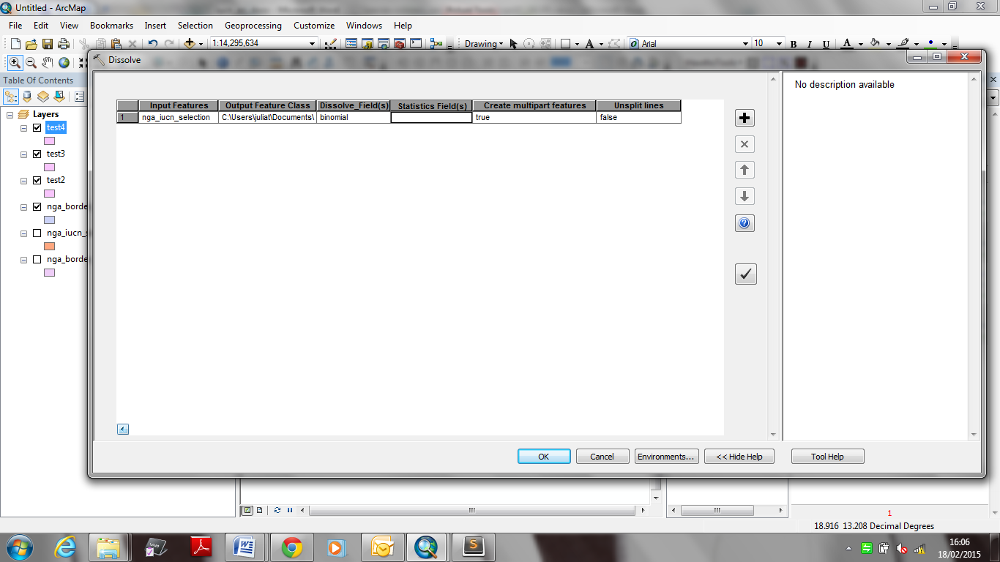 Untitled - ArcMap
File Edit View Bookmarks Insert Selection Geoprocessing Customize Windows Help
1:14,295,634 Drawing A Arial 10 B I U A
Dissolve
Table Of Contents
Layers
test4
test3
test2
nga_borde
nga_iucn_s
nga_borde
Input Features Output Feature Class Dissolve_Field(s) Statistics Field(s) Create multipart features Unsplit lines
1 nga_iucn_selection C:\Users\juliat\Documents\ binomial true false
No description available
OK Cancel Environments... << Hide Help Tool Help
1
18.916 13.208 Decimal Degrees
16:06
18/02/2015